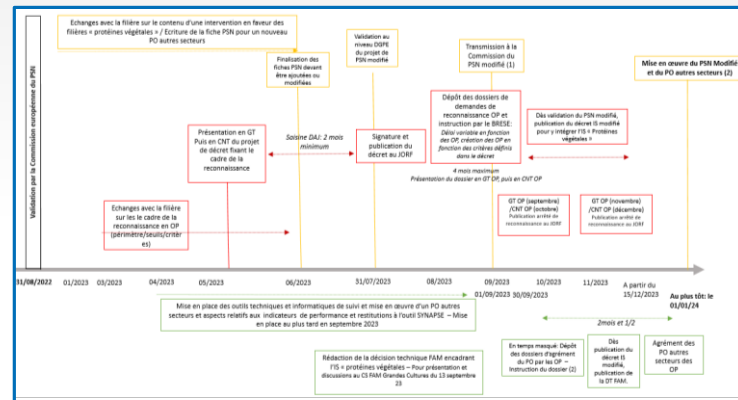 Validation par la Commission européenne du PSN
Echanges avec la filière sur le contenu d'une intervention en faveur des
filières « protéines végétales » / Ecriture de la fiche PSN pour un nouveau
PO autres secteurs
Finalisation des
fiches PSN devant
être ajoutées ou
modifiées
Validation au
niveau DGPE du
projet de
PSN modifié
Transmission à la
Commission du
PSN modifié (1)
Mise en œuvre du PSN Modifié
et du PO autres secteurs (2)
Présentation en GT
Puis en CNT du projet
de décret fixant le
cadre de la
reconnaissance
Saisine DAJ: 2 mois
minimum
Signature et
publication du
décret au JORF
Dépôt des dossiers de
demandes de
reconnaissance OP et
instruction par le BRESE:
Délai variable en fonction
des OP, création des OP en
fonction des critères définis
dans le décret
Dès validation du PSN modifié,
publication du décret IS modifié
pour y intégrer l'IS « Protéines
végétales »
4 mois maximum
Présentation du dossier en GT OP, puis en CNT OP
Echanges avec la filière
sur les le cadre de la
reconnaissance en OP
(périmètre/seuils/critèr
es)
GT OP (septembre)
/CNT OP (octobre)
Publication arrêté de
reconnaissance au JORF
GT OP (novembre)
/CNT OP (décembre)
Publication arrêté de
reconnaissance au JORF
31/08/2022
01/2023
03/2023
04/2023
05/2023
06/2023
31/07/2023
08/2023
09/2023
01/09/2023
30/09/2023
10/2023
11/2023
A partir du
15/12/2023
Au plus tôt: le
01/01/24
Mise en place des outils techniques et informatiques de suivi et mise en œuvre d'un PO autres
secteurs et aspects relatifs aux indicateurs de performance et restitutions à l'outil SYNAPSE – Mise
en place au plus tard en septembre 2023
2mois et 1/2
Rédaction de la décision technique FAM encadrant
l'IS « protéines végétales – Pour présentation et
discussions au CS FAM Grandes Cultures du 13 septembre
23
En temps masqué: Dépôt
des dossiers d'agrément
du PO par les OP –
Instruction du dossier (2)
Dès
publication du
décret IS
modifié,
publication de
la DT FAM.
Agrément des
PO autres
secteurs des
OP